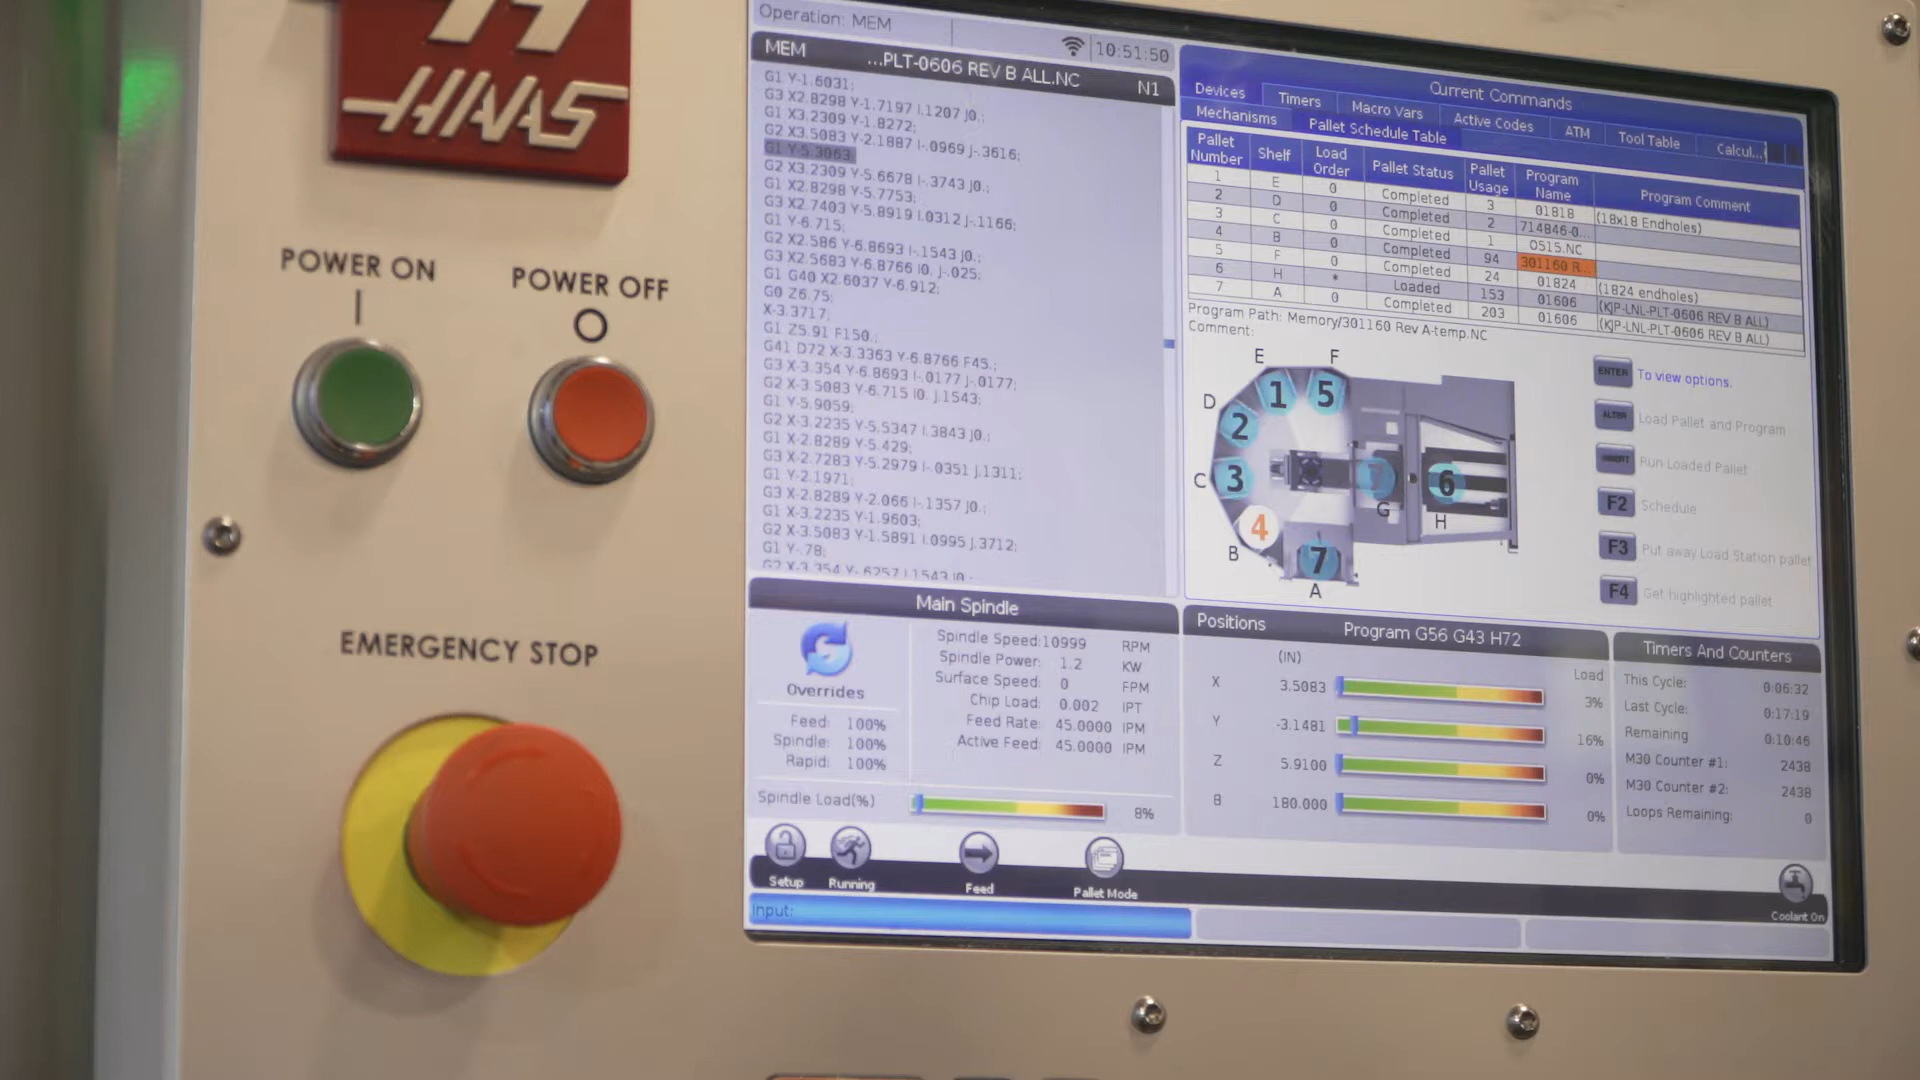 HAAS
POWER ON
POWER OFF
EMERGENCY STOP
Operation: MEM
10:51:50
MEM ...PLT-0606 REV B ALL.NC N1
G1 Y-1.6031;
G3 X2.8298 Y-1.7197 I.1207 J0.;
G1 X3.2309 Y-1.8272;
G2 X3.5083 Y-2.1887 I-.0969 J-.3616;
G1 Y-5.3063;
G2 X3.2309 Y-5.6678 I-.3743 J0.;
G1 X2.8298 Y-5.7753;
G3 X2.7403 Y-5.8919 I.0312 J-.1166;
G1 Y-6.715;
G2 X2.586 Y-6.8693 I-.1543 J0.;
G3 X2.5683 Y-6.8766 I0. J-.025;
G1 G40 X2.6037 Y-6.912;
G0 Z6.75;
X-3.3717;
G1 Z5.91 F150.;
G41 D72 X-3.3363 Y-6.8766 F45.;
G3 X-3.354 Y-6.8693 I-.0177 J-.0177;
G2 X-3.5083 Y-6.715 I0. J.1543;
G1 Y-5.9059;
G2 X-3.2235 Y-5.5347 I.3843 J0.;
G1 X-2.8289 Y-5.429;
G3 X-2.7283 Y-5.2979 I-.0351 J.1311;
G1 Y-2.1971;
G3 X-2.8289 Y-2.066 I-.1357 J0.;
G1 X-3.2235 Y-1.9603;
G2 X-3.5083 Y-1.5891 I.0995 J.3712;
G1 Y-.78;
G2 X-3.354 Y-.6257 I.1543 J0.;
Current Commands
Devices Timers Macro Vars Active Codes ATM Tool Table Calcul...
Mechanisms Pallet Schedule Table
Pallet Number Shelf Load Order Pallet Status Pallet Usage Program Name Program Comment
1 E 0 Completed 3 01818 (18x18 Endholes)
2 D 0 Completed 2 714846-0...
3 C 0 Completed 1 O515.NC
4 B 0 Completed 94 301160 R...
5 F 0 Completed 24 01824 (1824 endholes)
6 H * Loaded 153 01606 (KJP-LNL-PLT-0606 REV B ALL)
7 A 0 Completed 203 01606 (KJP-LNL-PLT-0606 REV B ALL)
Program Path: Memory/301160 Rev A-temp.NC
Comment:
E F
1 5
D 2
C 3
7 G
6 H
4 B
7 A
ENTER To view options.
ALTER Load Pallet and Program
INSERT Run Loaded Pallet
F2 Schedule
F3 Put away Load Station pallet
F4 Get highlighted pallet
Main Spindle
Overrides
Feed: 100%
Spindle: 100%
Rapid: 100%
Spindle Speed: 10999 RPM
Spindle Power: 1.2 KW
Surface Speed: 0 FPM
Chip Load: 0.002 IPT
Feed Rate: 45.0000 IPM
Active Feed: 45.0000 IPM
Spindle Load(%) 8%
Positions Program G56 G43 H72
(IN) Load
X 3.5083 3%
Y -3.1481 16%
Z 5.9100 0%
B 180.000 0%
Timers And Counters
This Cycle: 0:06:32
Last Cycle: 0:17:19
Remaining 0:10:46
M30 Counter #1: 2438
M30 Counter #2: 2438
Loops Remaining: 0
Setup Running Feed Pallet Mode Coolant On
Input: